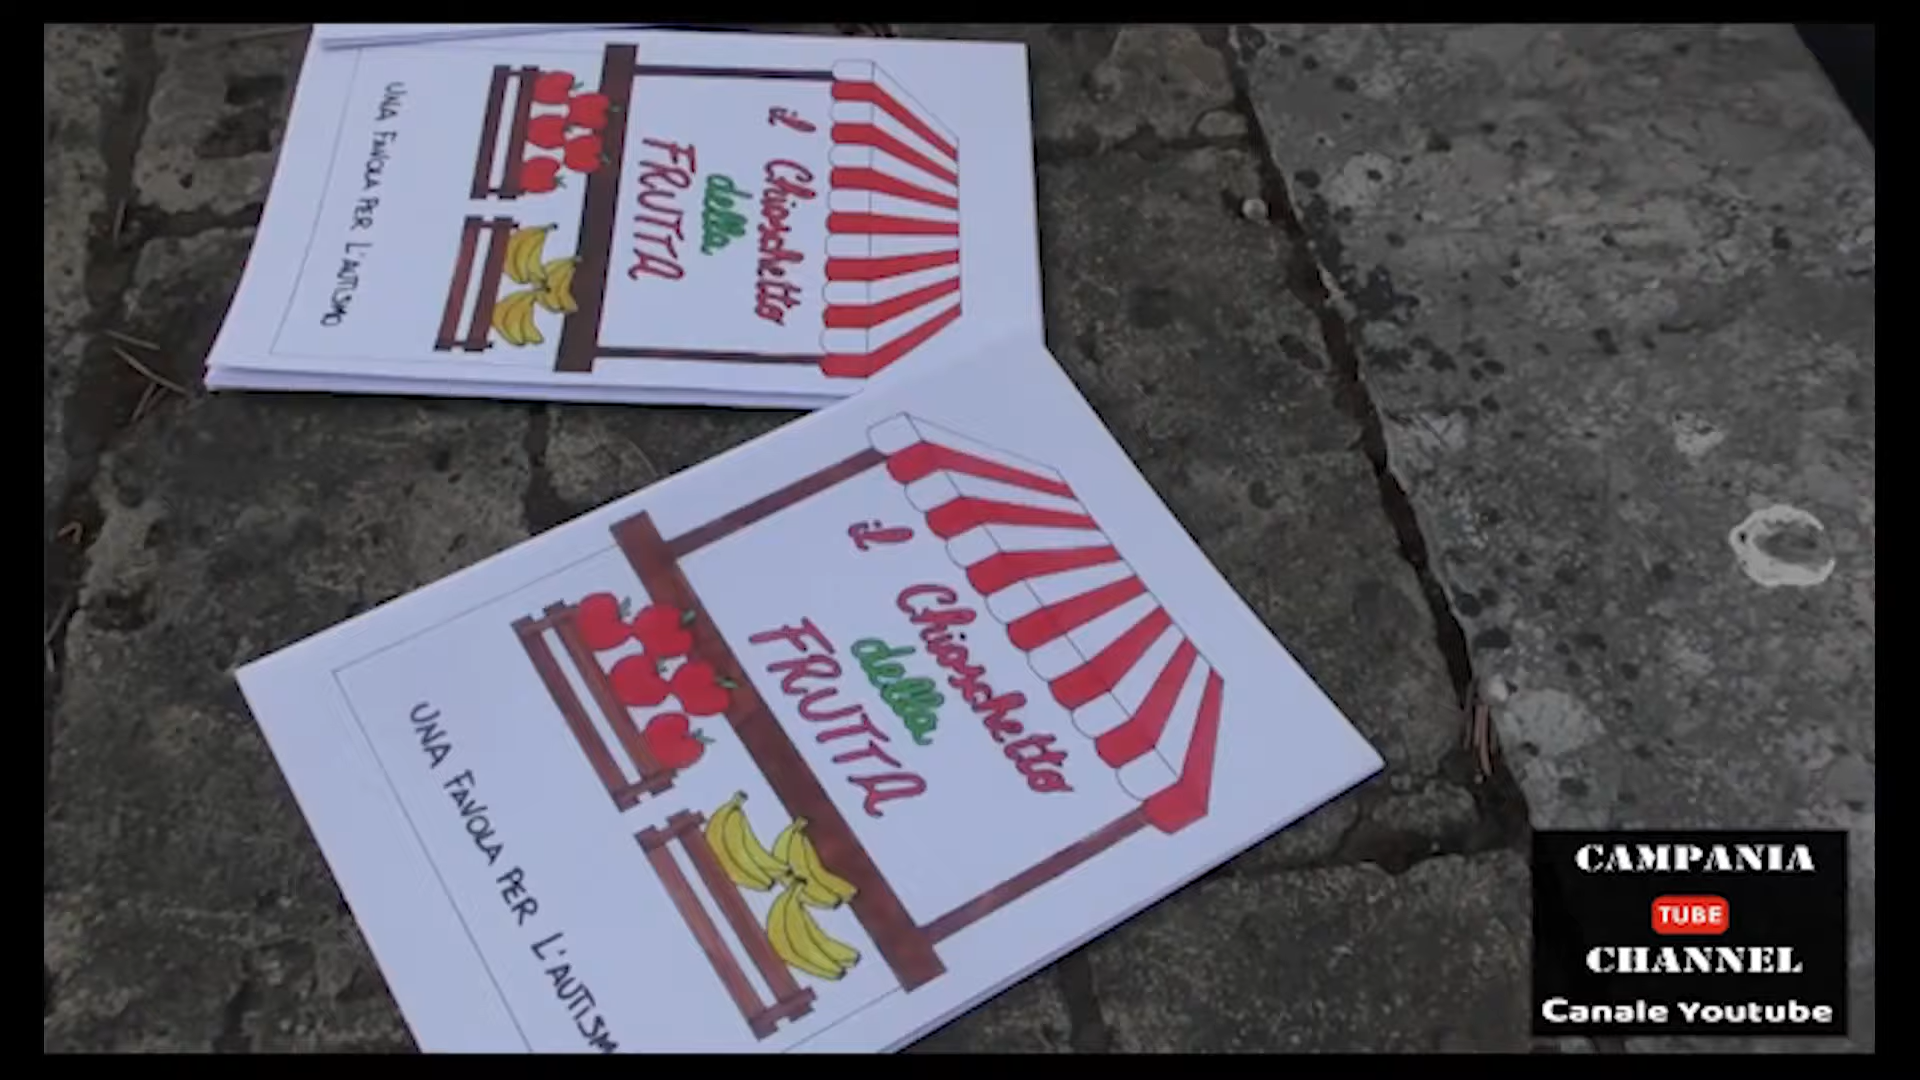 il Chioschetto
della
FRUTTA
UNA FAVOLA PER L'AUTISMO
il Chioschetto
della
FRUTTA
UNA FAVOLA PER L'AUTISM
CAMPANIA
TUBE
CHANNEL
Canale Youtube